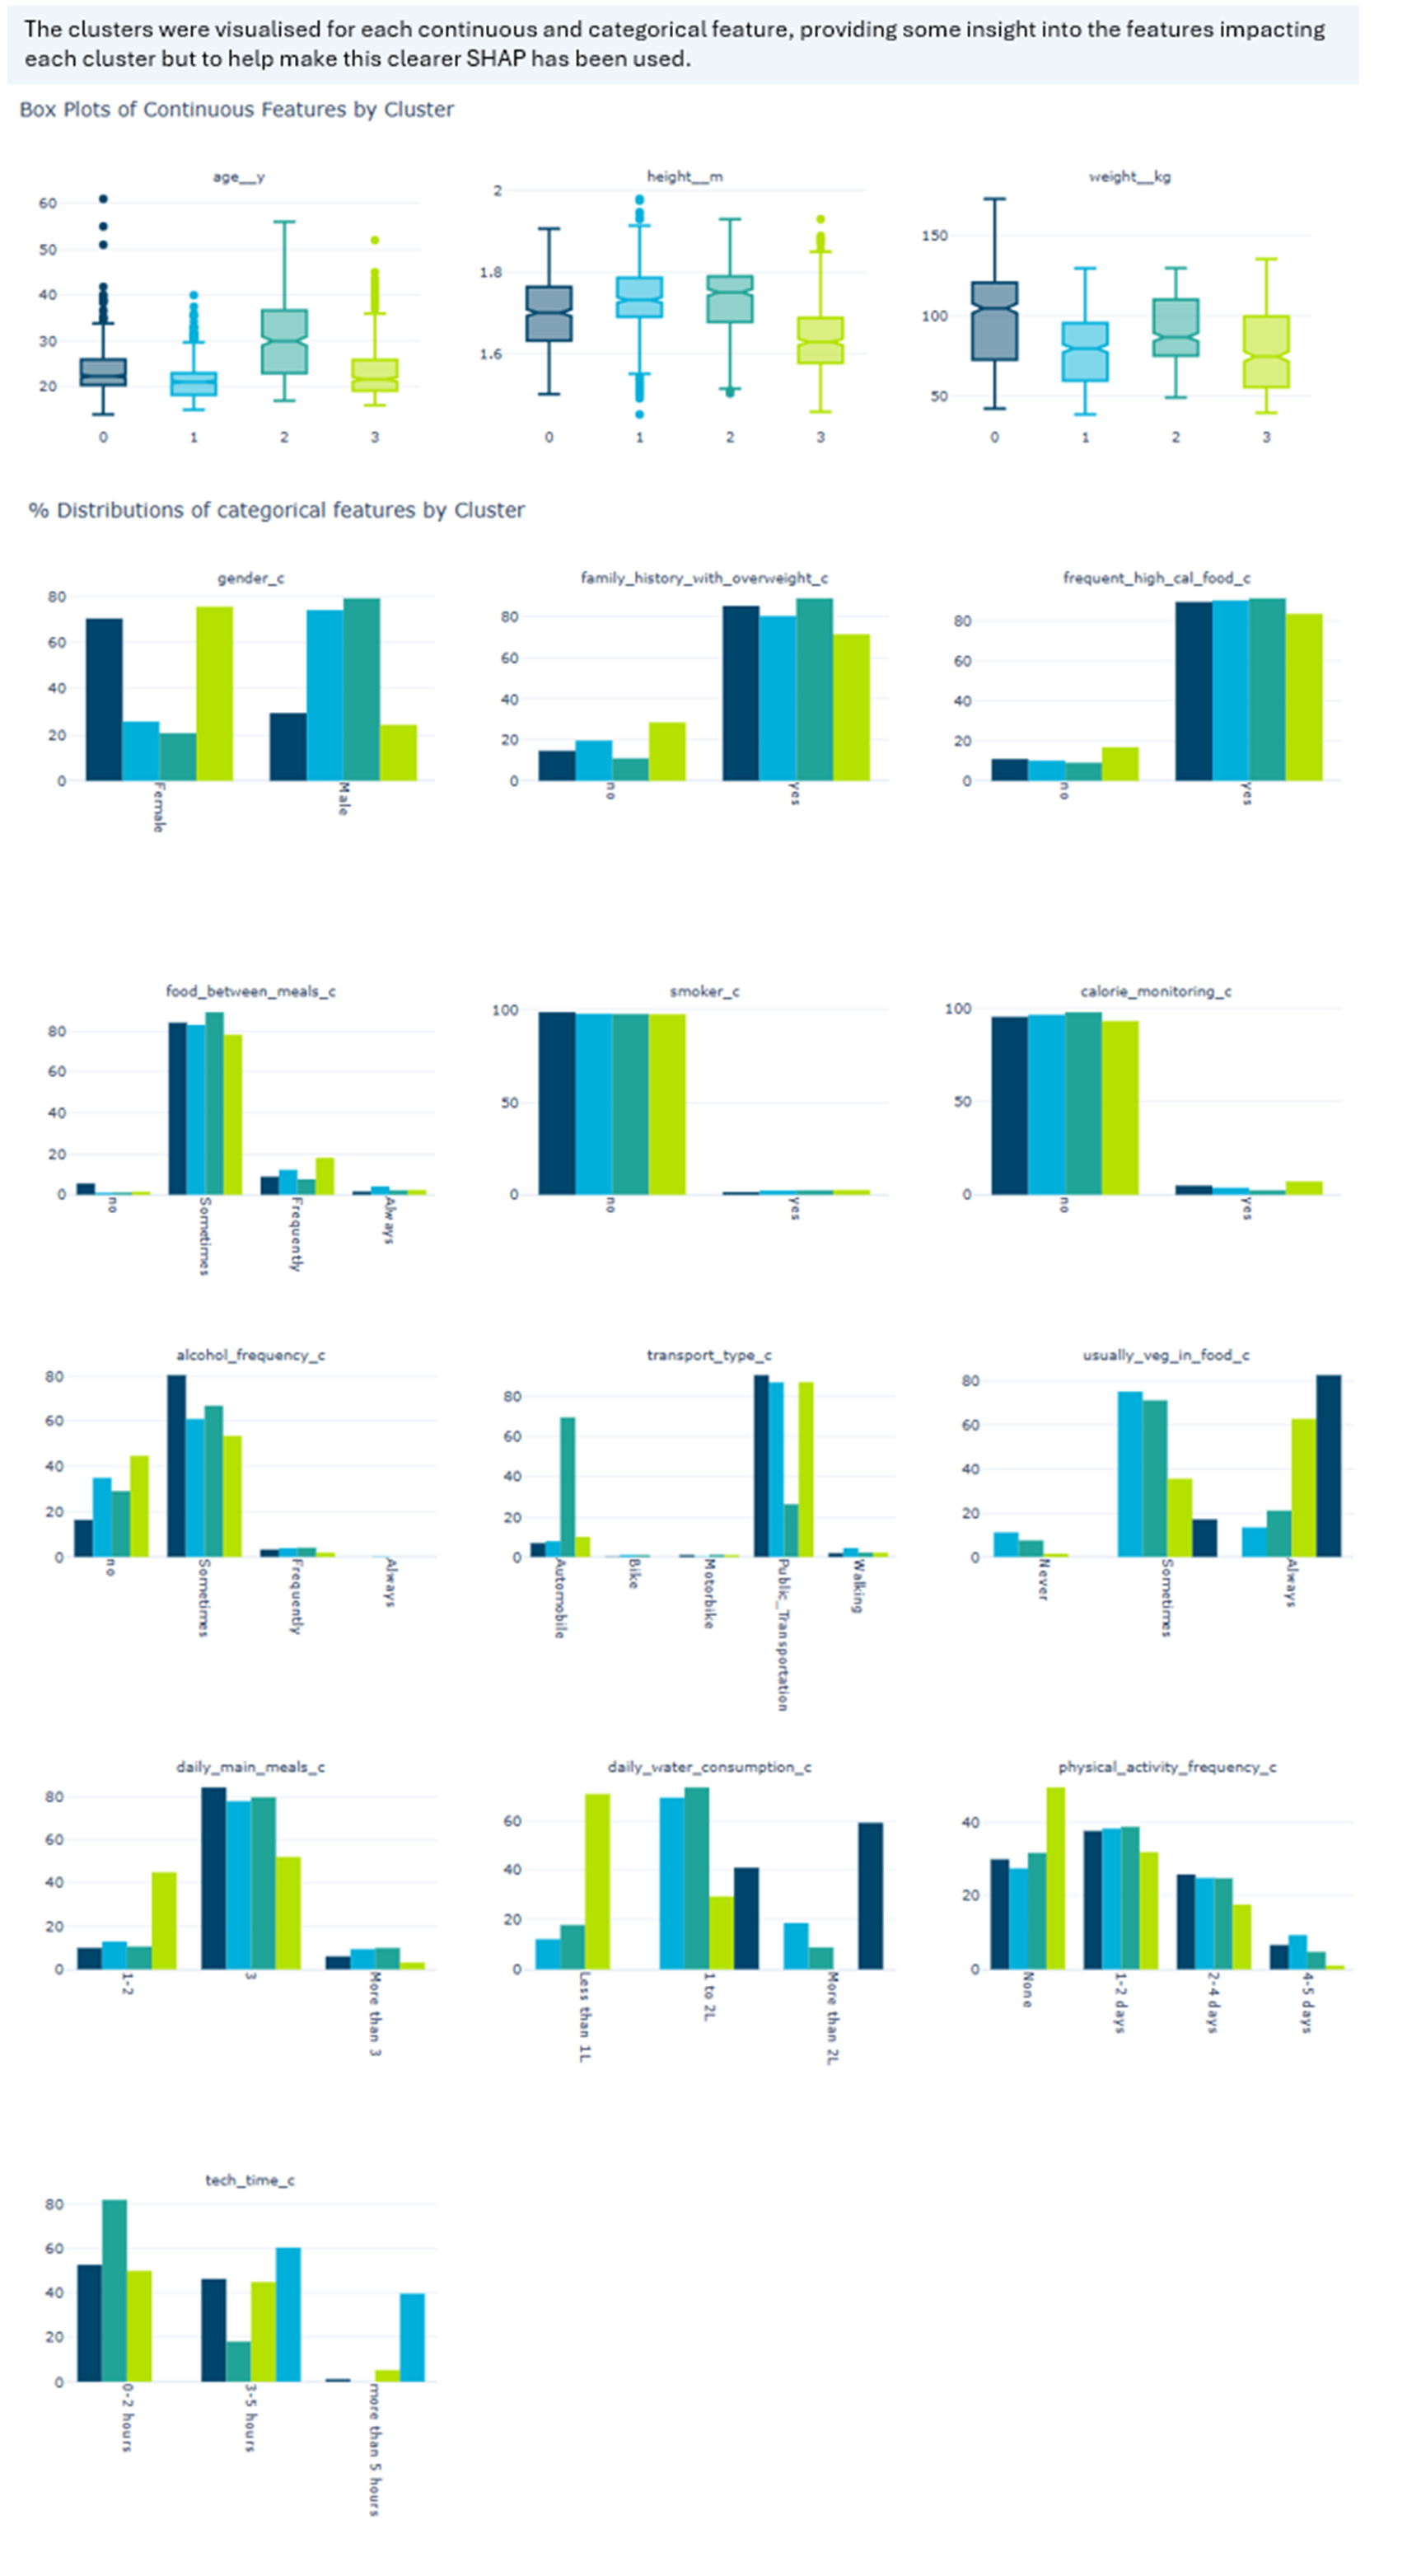 The clusters were visualised for each continuous and categorical feature, providing some insight into the features impacting
each cluster but to help make this clearer SHAP has been used.
Box Plots of Continuous Features by Cluster
age__y height__m weight__kg
60
50
40
30
20
0 1 2 3
2
1.8
1.6
0 1 2 3
150
100
50
0 1 2 3
% Distributions of categorical features by Cluster
gender_c family_history_with_overweight_c frequent_high_cal_food_c
80
60
40
20
0
Female
Male
80
60
40
20
0
no
yes
80
60
40
20
0
no
yes
food_between_meals_c smoker_c calorie_monitoring_c
80
60
40
20
0
no
Sometimes
Frequently
Always
100
50
0
no
yes
100
50
0
no
yes
alcohol_frequency_c transport_type_c usually_veg_in_food_c
80
60
40
20
0
no
Sometimes
Frequently
Always
80
60
40
20
0
Automobile
Bike
Motorbike
Public_Transportation
Walking
80
60
40
20
0
Never
Sometimes
Always
daily_main_meals_c daily_water_consumption_c physical_activity_frequency_c
80
60
40
20
0
1-2
3
More than 3
60
40
20
0
Less than 1L
1 to 2L
More than 2L
40
20
0
None
1-2 days
2-4 days
4-5 days
tech_time_c
80
60
40
20
0
0-2 hours
3-5 hours
more than 5 hours